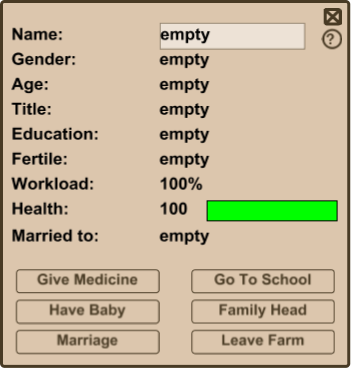 Name: empty
?
Gender: empty
Age: empty
Title: empty
Education: empty
Fertile: empty
Workload: 100%
Health: 100
Married to: empty
Give Medicine Go To School
Have Baby Family Head
Marriage Leave Farm